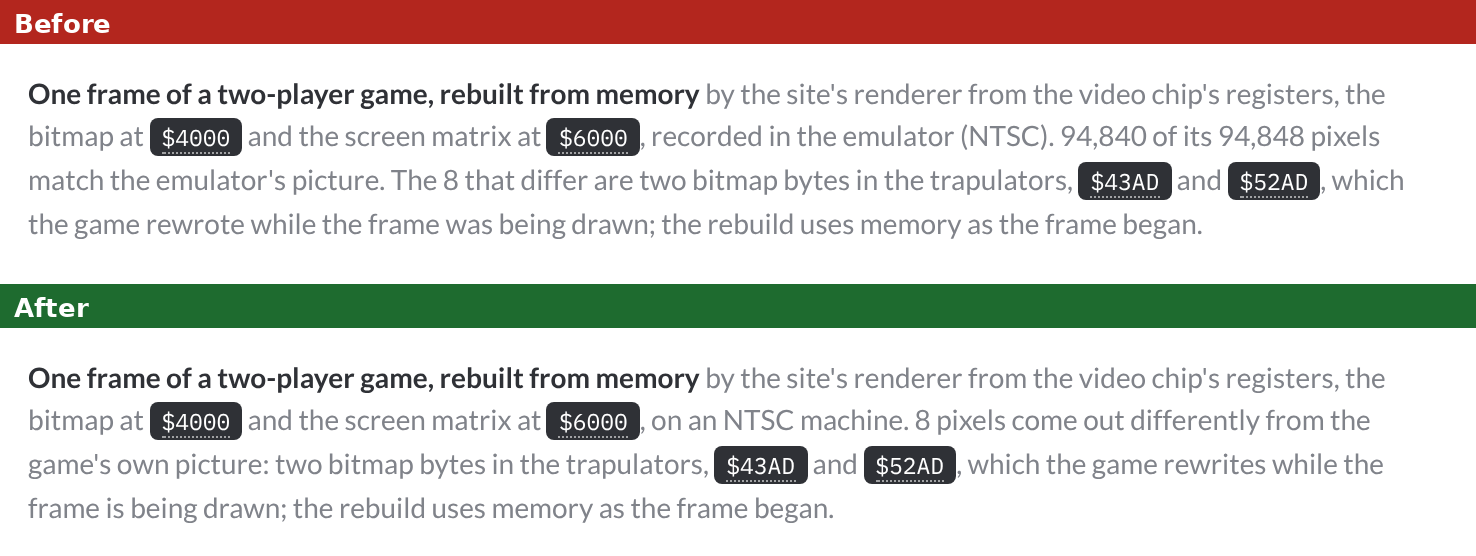 Before
One frame of a two-player game, rebuilt from memory by the site's renderer from the video chip's registers, the
bitmap at $4000 and the screen matrix at $6000, recorded in the emulator (NTSC). 94,840 of its 94,848 pixels
match the emulator's picture. The 8 that differ are two bitmap bytes in the trapulators, $43AD and $52AD, which
the game rewrote while the frame was being drawn; the rebuild uses memory as the frame began.
After
One frame of a two-player game, rebuilt from memory by the site's renderer from the video chip's registers, the
bitmap at $4000 and the screen matrix at $6000, on an NTSC machine. 8 pixels come out differently from the
game's own picture: two bitmap bytes in the trapulators, $43AD and $52AD, which the game rewrites while the
frame is being drawn; the rebuild uses memory as the frame began.